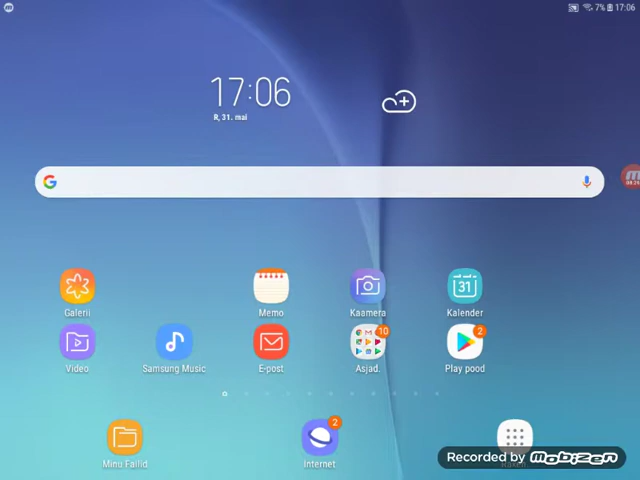 7% 17:06
17:06
R, 31. mai
Galerii
Memo
Kaamera
31
Kalender
Video
Samsung Music
E-post
10
Asjad.
2
Play pood
Minu Failid
2
Internet
Recorded by Mobizen